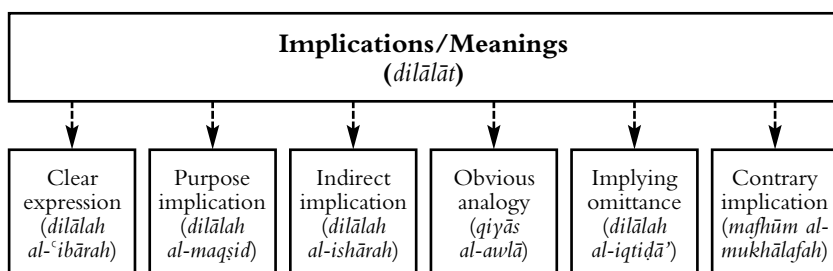 Implications/Meanings
(dilālāt)
Clear
expression
(dilālah
al-ʿibārah)
Purpose
implication
(dilālah
al-maqṣid)
Indirect
implication
(dilālah
al-ishārah)
Obvious
analogy
(qiyās
al-awlā)
Implying
omittance
(dilālah
al-iqtiḍā’)
Contrary
implication
(mafhūm al-
mukhālafah)